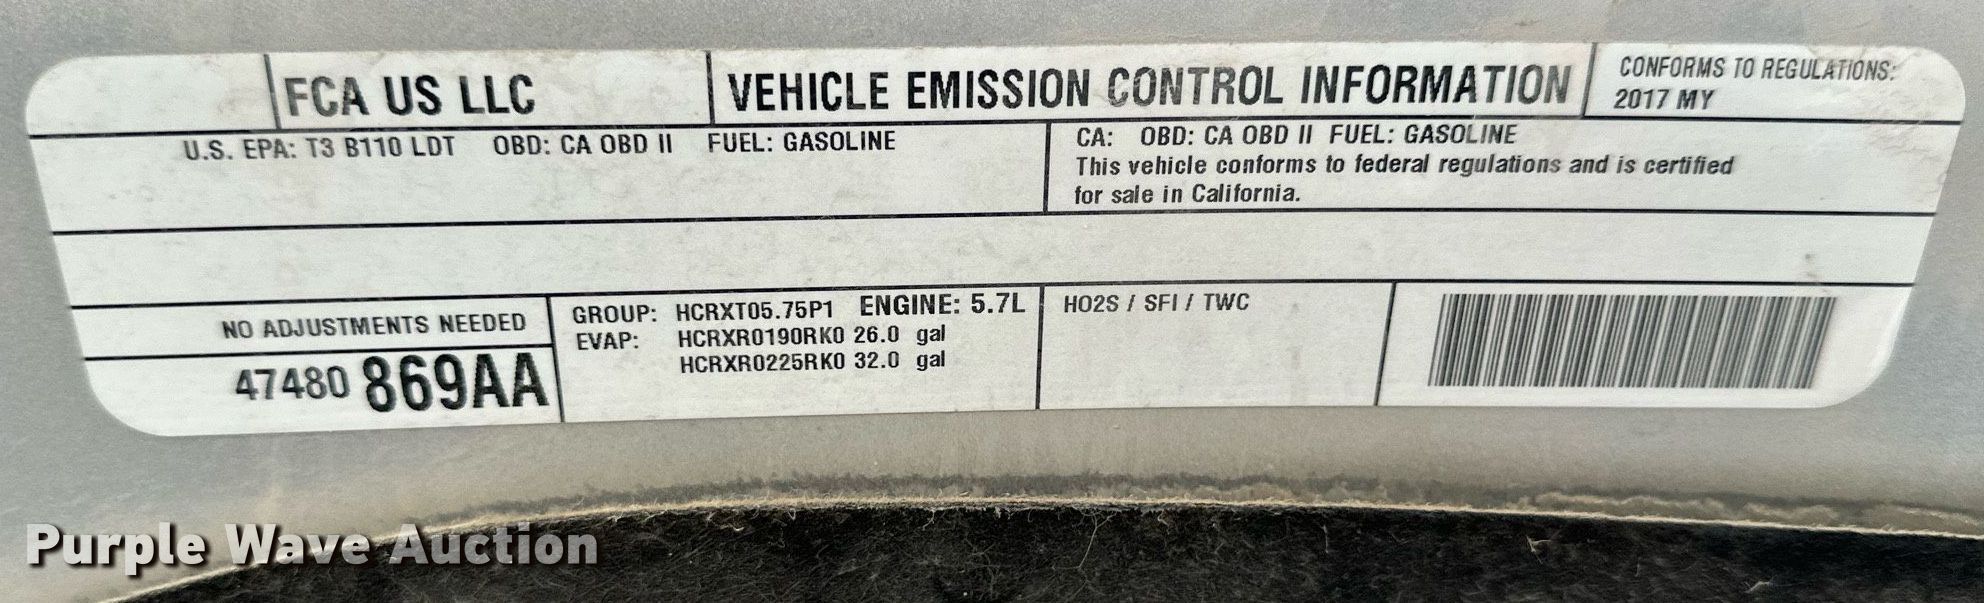 FCA US LLC
VEHICLE EMISSION CONTROL INFORMATION
CONFORMS TO REGULATIONS:
2017 MY
U.S. EPA: T3 B110 LDT OBD: CA OBD II FUEL: GASOLINE
CA: OBD: CA OBD II FUEL: GASOLINE
This vehicle conforms to federal regulations and is certified
for sale in California.
NO ADJUSTMENTS NEEDED
47480 869AA
GROUP: HCRXT05.75P1 ENGINE: 5.7L
EVAP: HCRXR0190RK0 26.0 gal
HCRXR0225RK0 32.0 gal
HO2S / SFI / TWC
Purple Wave Auction